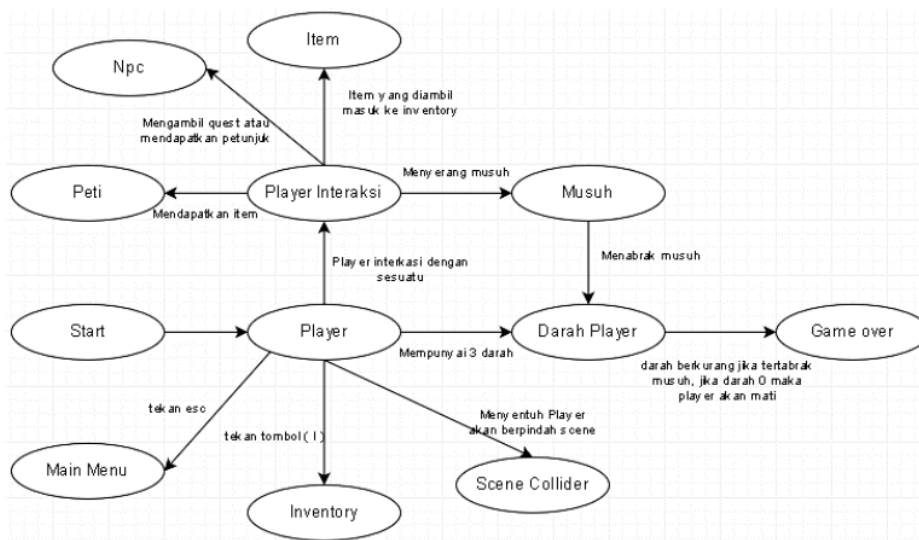 Item
Npc
Item yang diambil
masuk ke inventory
Mengambil quest atau
mendapatkan petunjuk
Peti
Player Interaksi
Menyerang musuh
Musuh
Mendapatkan item
Player interkasi dengan
sesuatu
Menabrak musuh
Start
Player
Mempunyai 3 darah
Darah Player
Game over
darah berkurang jika tertabrak
musuh, jika darah 0 maka
player akan mati
tekan esc
tekan tombol ( I )
Menyentuh Player
akan berpindah scene
Main Menu
Inventory
Scene Collider